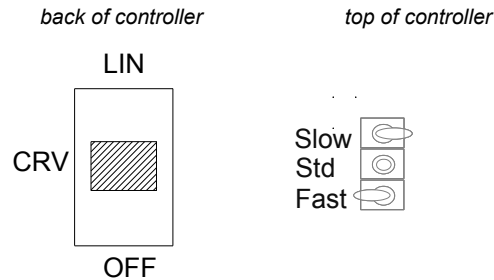 back of controller
top of controller
LIN
CRV
OFF
Slow
Std
Fast